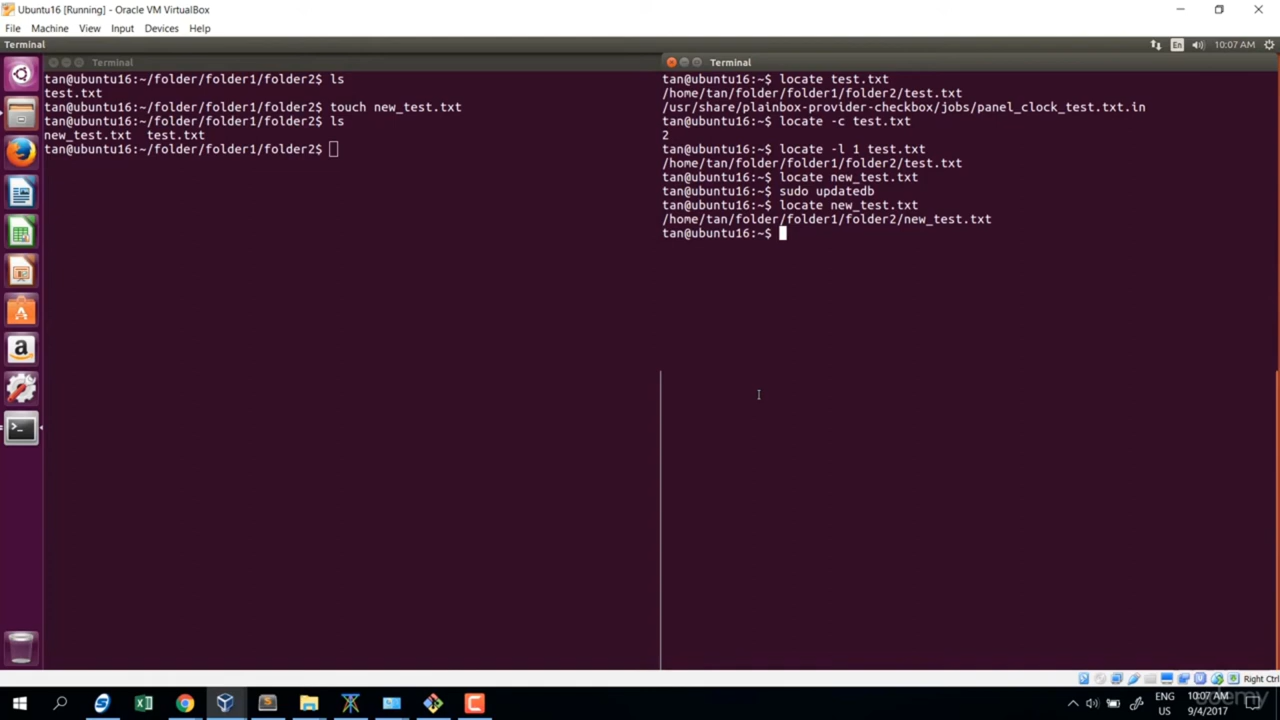 Ubuntu16 [Running] - Oracle VM VirtualBox
File Machine View Input Devices Help
Terminal
En
10:07 AM
Terminal
tan@ubuntu16:~/folder/folder1/folder2$ ls
test.txt
tan@ubuntu16:~/folder/folder1/folder2$ touch new_test.txt
tan@ubuntu16:~/folder/folder1/folder2$ ls
new_test.txt  test.txt
tan@ubuntu16:~/folder/folder1/folder2$
Terminal
tan@ubuntu16:~$ locate test.txt
/home/tan/folder/folder1/folder2/test.txt
/usr/share/plainbox-provider-checkbox/jobs/panel_clock_test.txt.in
tan@ubuntu16:~$ locate -c test.txt
2
tan@ubuntu16:~$ locate -l 1 test.txt
/home/tan/folder/folder1/folder2/test.txt
tan@ubuntu16:~$ locate new_test.txt
tan@ubuntu16:~$ sudo updatedb
tan@ubuntu16:~$ locate new_test.txt
/home/tan/folder/folder1/folder2/new_test.txt
tan@ubuntu16:~$
Right Ctrl
ENG
US
10:07 AM
9/4/2017
udemy